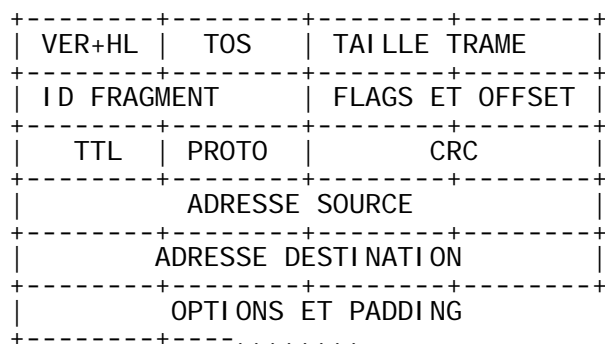 VER+HL | TOS | TAILLE TRAME
ID FRAGMENT | FLAGS ET OFFSET
TTL | PROTO | CRC
ADRESSE SOURCE
ADRESSE DESTINATION
OPTIONS ET PADDING